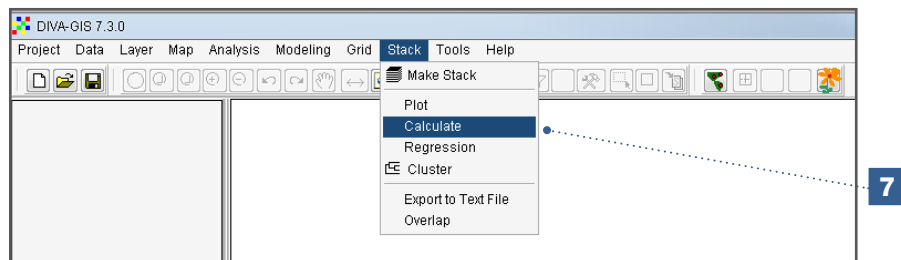 DIVA-GIS 7.3.0
Project Data Layer Map Analysis Modeling Grid Stack Tools Help
Make Stack
Plot
Calculate
Regression
Cluster
Export to Text File
Overlap
7